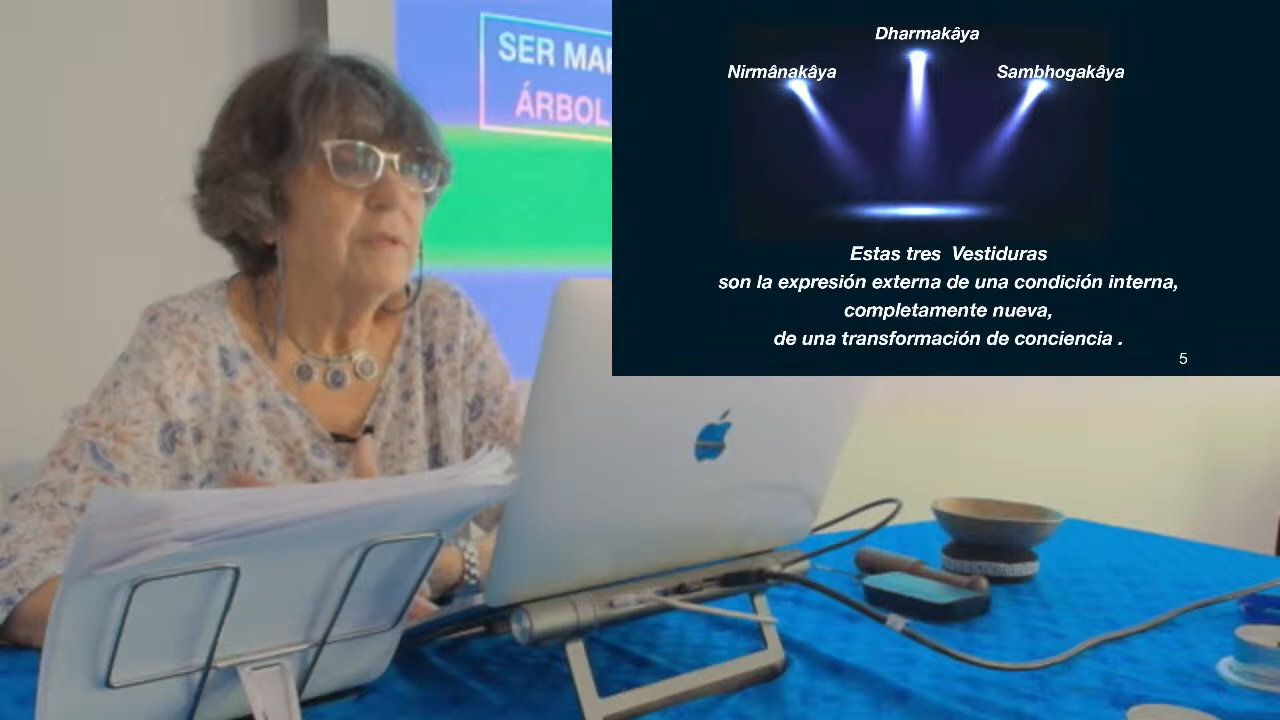 SER MAR
ÁRBOL
Dharmakâya
Nirmânakâya
Sambhogakâya
Estas tres Vestiduras
son la expresión externa de una condición interna,
completamente nueva,
de una transformación de conciencia .
5